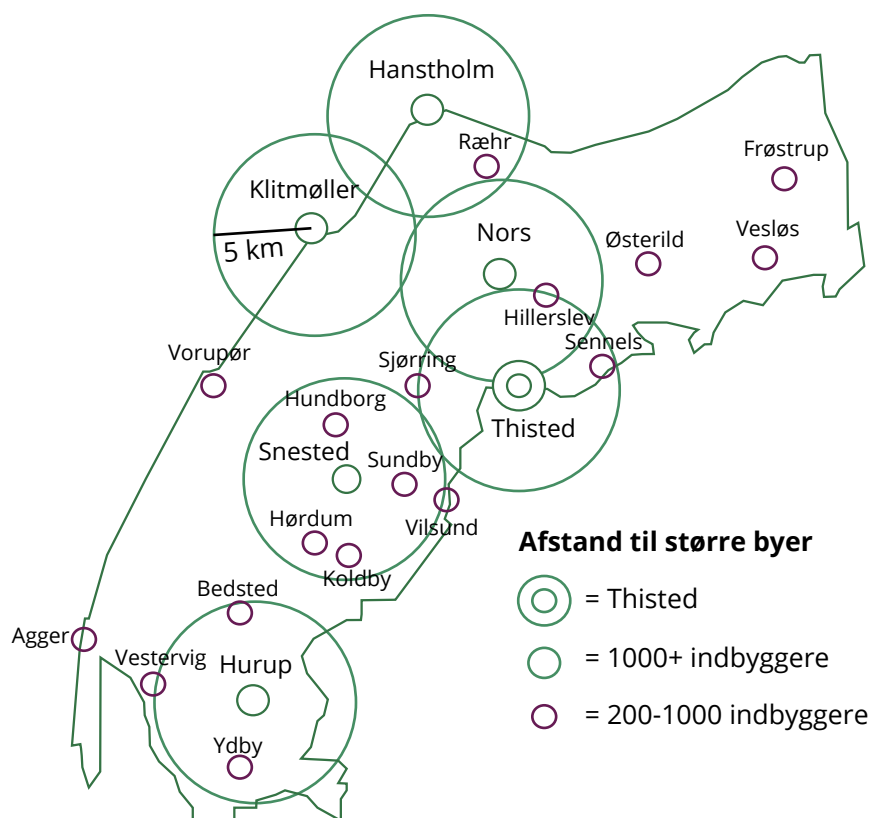 Hanstholm
Ræhr
Frøstrup
Klitmøller
Nors
Østerild
Vesløs
5 km
Hillerslev
Sennels
Vorupør
Sjørring
Hundborg
Thisted
Snested
Sundby
Hørdum
Vilsund
Koldby
Afstand til større byer
Bedsted
= Thisted
Agger
Vestervig
Hurup
= 1000+ indbyggere
= 200-1000 indbyggere
Ydby